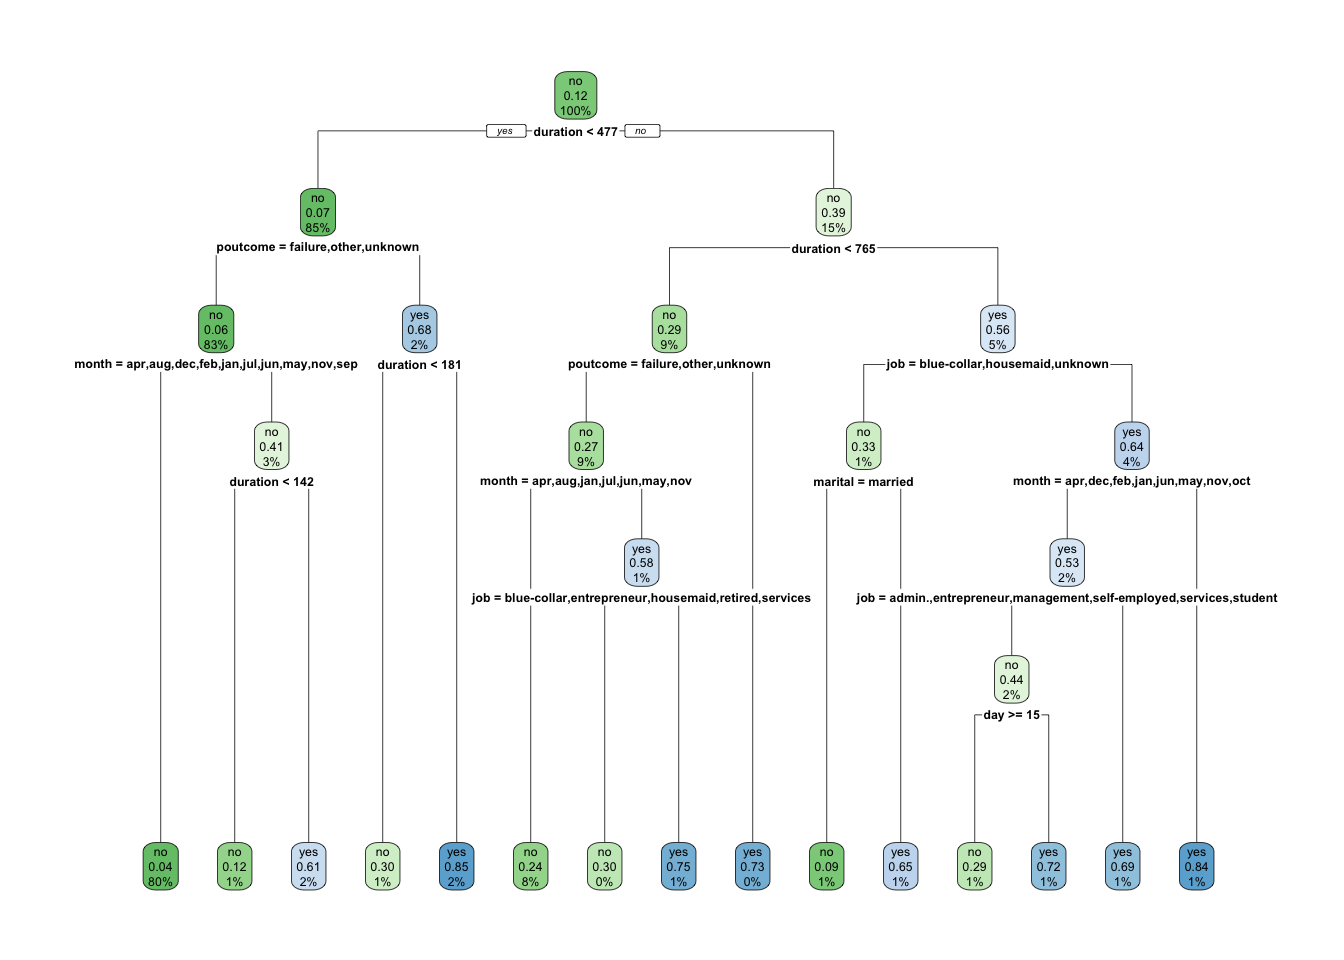 no
0.12
100%
yes
duration < 477
no
no
0.07
85%
no
0.39
15%
poutcome = failure,other,unknown
duration < 765
no
0.06
83%
yes
0.68
2%
no
0.29
9%
yes
0.56
5%
month = apr,aug,dec,feb,jan,jul,jun,may,nov,sep
duration < 181
poutcome = failure,other,unknown
job = blue-collar,housemaid,unknown
no
0.41
3%
no
0.27
9%
no
0.33
1%
yes
0.64
4%
duration < 142
month = apr,aug,jan,jul,jun,may,nov
marital = married
month = apr,dec,feb,jan,jun,may,nov,oct
yes
0.58
1%
yes
0.53
2%
job = blue-collar,entrepreneur,housemaid,retired,services
job = admin.,entrepreneur,management,self-employed,services,student
no
0.44
2%
day >= 15
no
0.04
80%
no
0.12
1%
yes
0.61
2%
no
0.30
1%
yes
0.85
2%
no
0.24
8%
no
0.30
0%
yes
0.75
1%
yes
0.73
0%
no
0.09
1%
yes
0.65
1%
no
0.29
1%
yes
0.72
1%
yes
0.69
1%
yes
0.84
1%